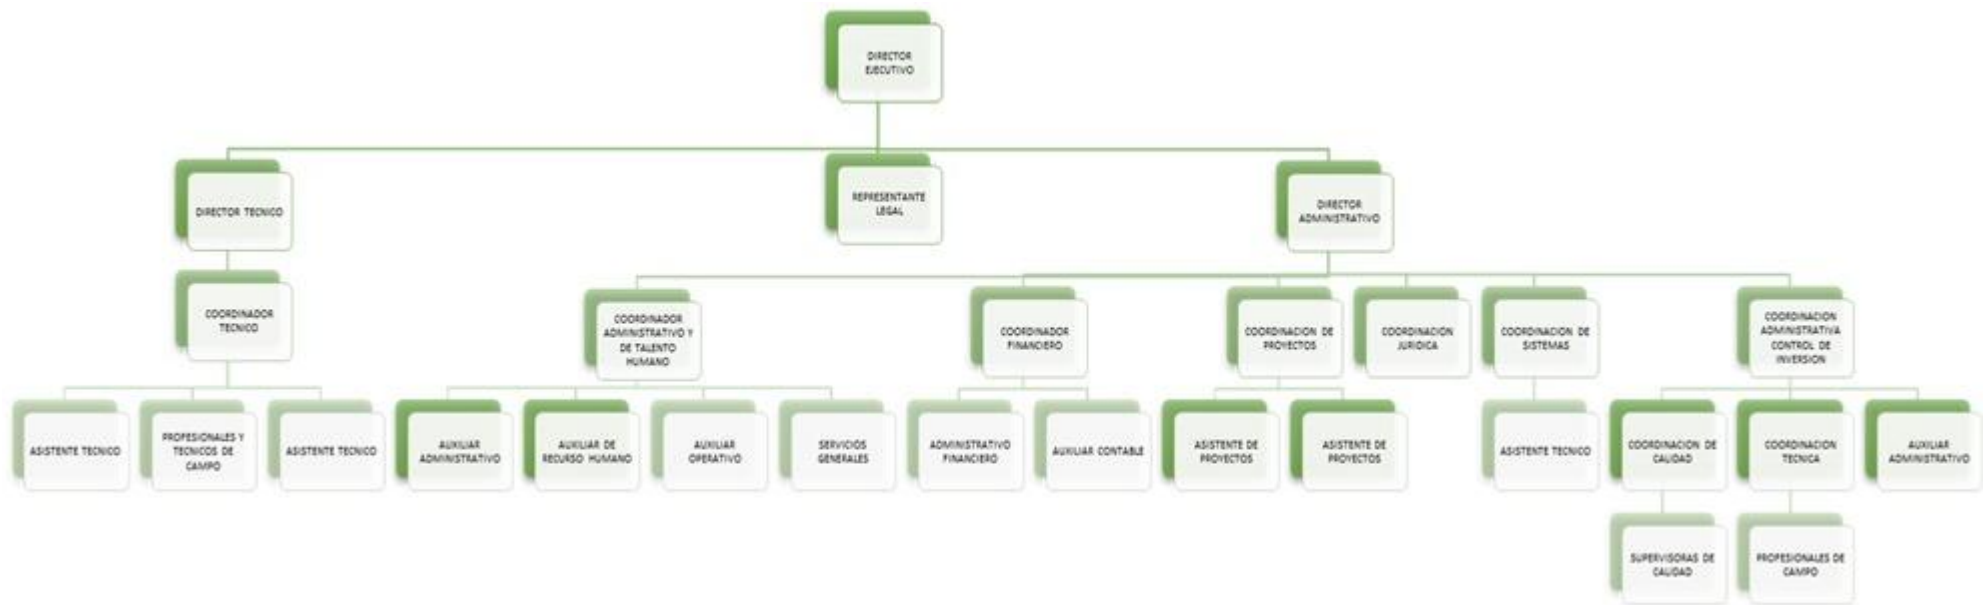 DIRECTOR
EJECUTIVO
DIRECTOR TECNICO
REPRESENTANTE
LEGAL
DIRECTOR
ADMINISTRATIVO
COORDINADOR
TECNICO
COORDINADOR
ADMINISTRATIVO Y
DE TALENTO
HUMANO
COORDINADOR
FINANCIERO
COORDINACION DE
PROYECTOS
COORDINACION
JURIDICA
COORDINACION DE
SISTEMAS
COORDINACION
ADMINISTRATIVA
CONTROL DE
INVERSION
ASISTENTE TECNICO
PROFESIONALES Y
TECNICOS DE
CAMPO
ASISTENTE TECNICO
AUXILIAR
ADMINISTRATIVO
AUXILIAR DE
RECURSO HUMANO
AUXILIAR
OPERATIVO
SERVICIOS
GENERALES
ADMINISTRATIVO
FINANCIERO
AUXILIAR CONTABLE
ASISTENTE DE
PROYECTOS
ASISTENTE DE
PROYECTOS
ASISTENTE TECNICO
COORDINACION DE
CALIDAD
COORDINACION
TECNICA
AUXILIAR
ADMINISTRATIVO
SUPERVISORAS DE
CALIDAD
PROFESIONALES DE
CAMPO